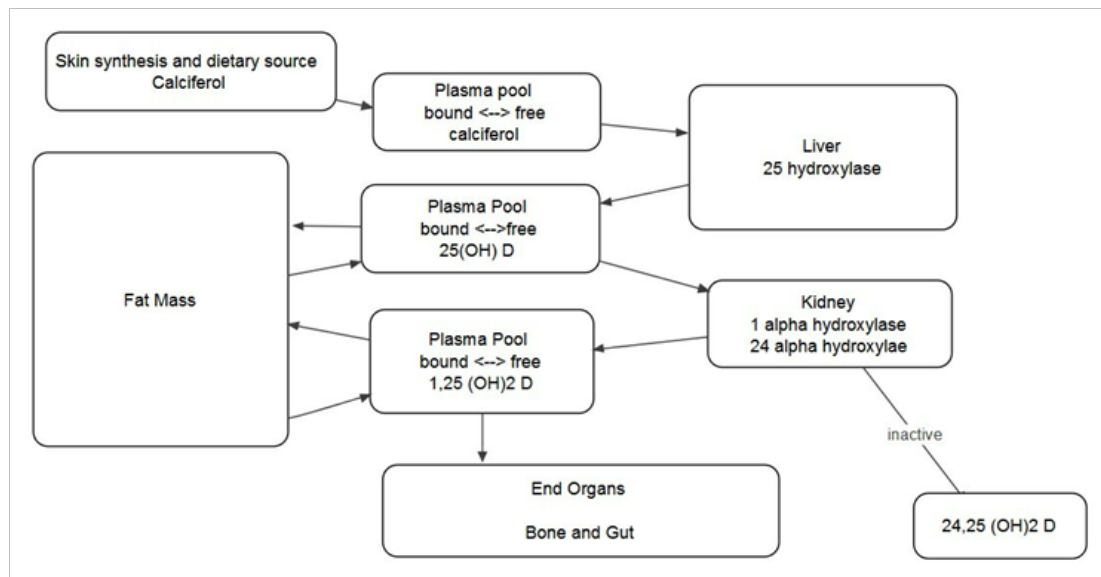 Skin synthesis and dietary source
Calciferol
Plasma pool
bound <--> free
calciferol
Liver
25 hydroxylase
Plasma Pool
bound <-->free
25(OH) D
Fat Mass
Kidney
1 alpha hydroxylase
24 alpha hydroxylae
Plasma Pool
bound <--> free
1,25 (OH)2 D
inactive
End Organs
Bone and Gut
24,25 (OH)2 D